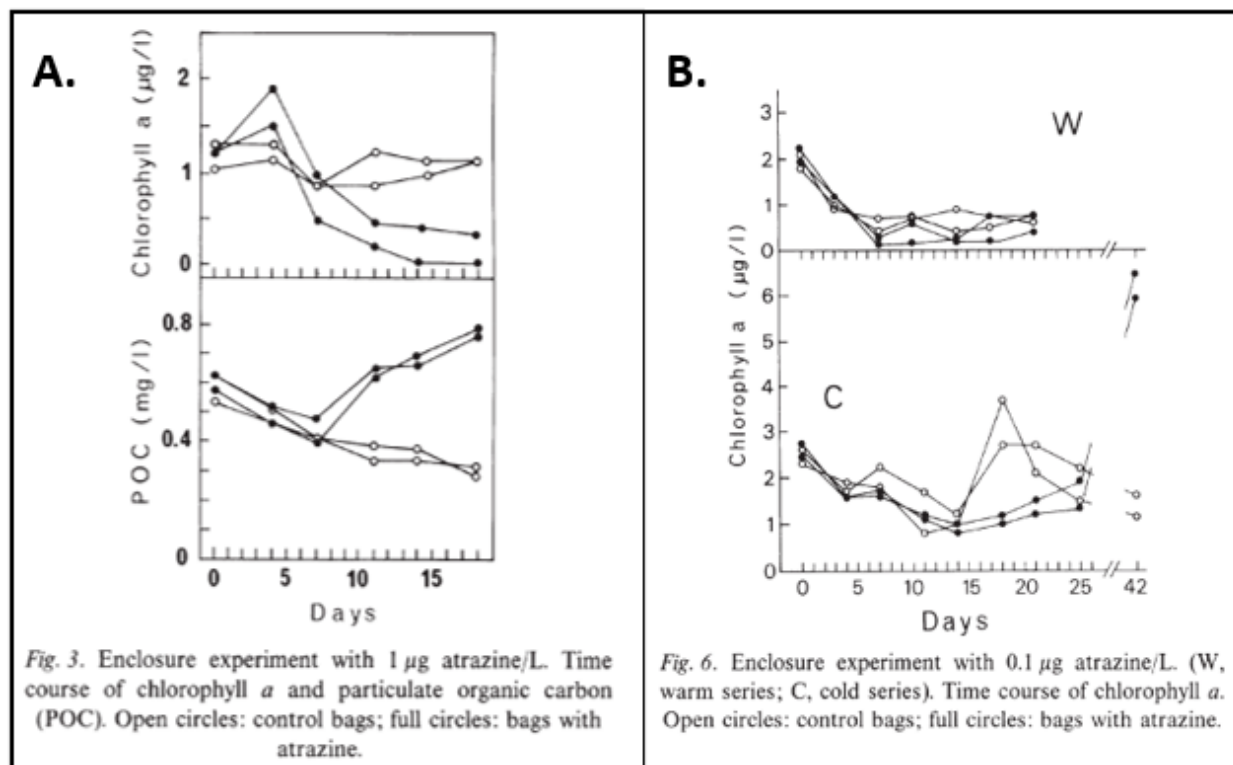 A.
Chlorophyll a (µg/l)
2
1
0
POC (mg/l)
0.8
0.4
0
0 5 10 15
Days
Fig. 3. Enclosure experiment with 1 µg atrazine/L. Time
course of chlorophyll a and particulate organic carbon
(POC). Open circles: control bags; full circles: bags with
atrazine.
B.
W
3
2
1
0
Chlorophyll a (µg/l)
C
6
5
4
3
2
1
0
0 5 10 15 20 25 42
Days
Fig. 6. Enclosure experiment with 0.1 µg atrazine/L. (W,
warm series; C, cold series). Time course of chlorophyll a.
Open circles: control bags; full circles: bags with atrazine.